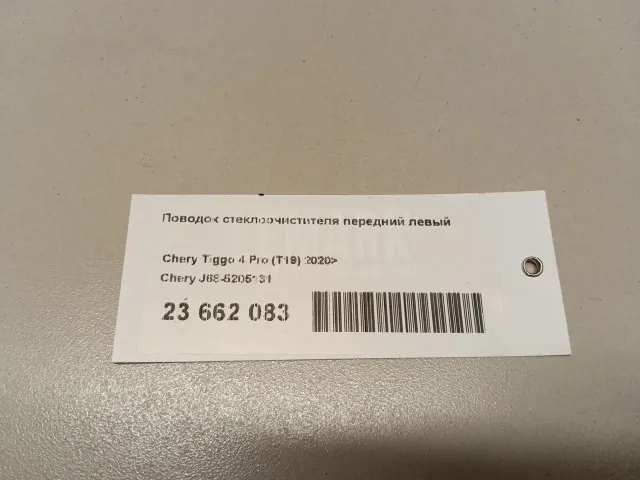 Поводок стеклоочистителя передний левый
Chery Tiggo 4 Pro (T19) 2020>
Chery J68-5205131
23 662 083